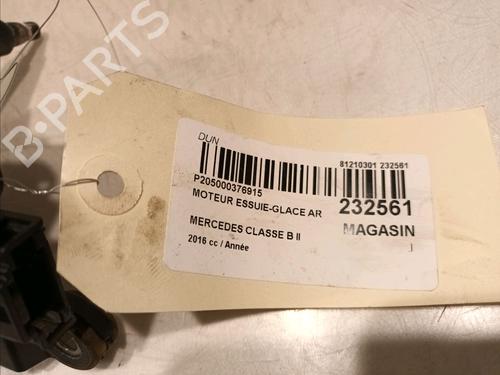 B-PARTS
DUN
81210301 232561
P205000376915
MOTEUR ESSUIE-GLACE AR
232561
MERCEDES CLASSE B II
MAGASIN
2016 cc / Année